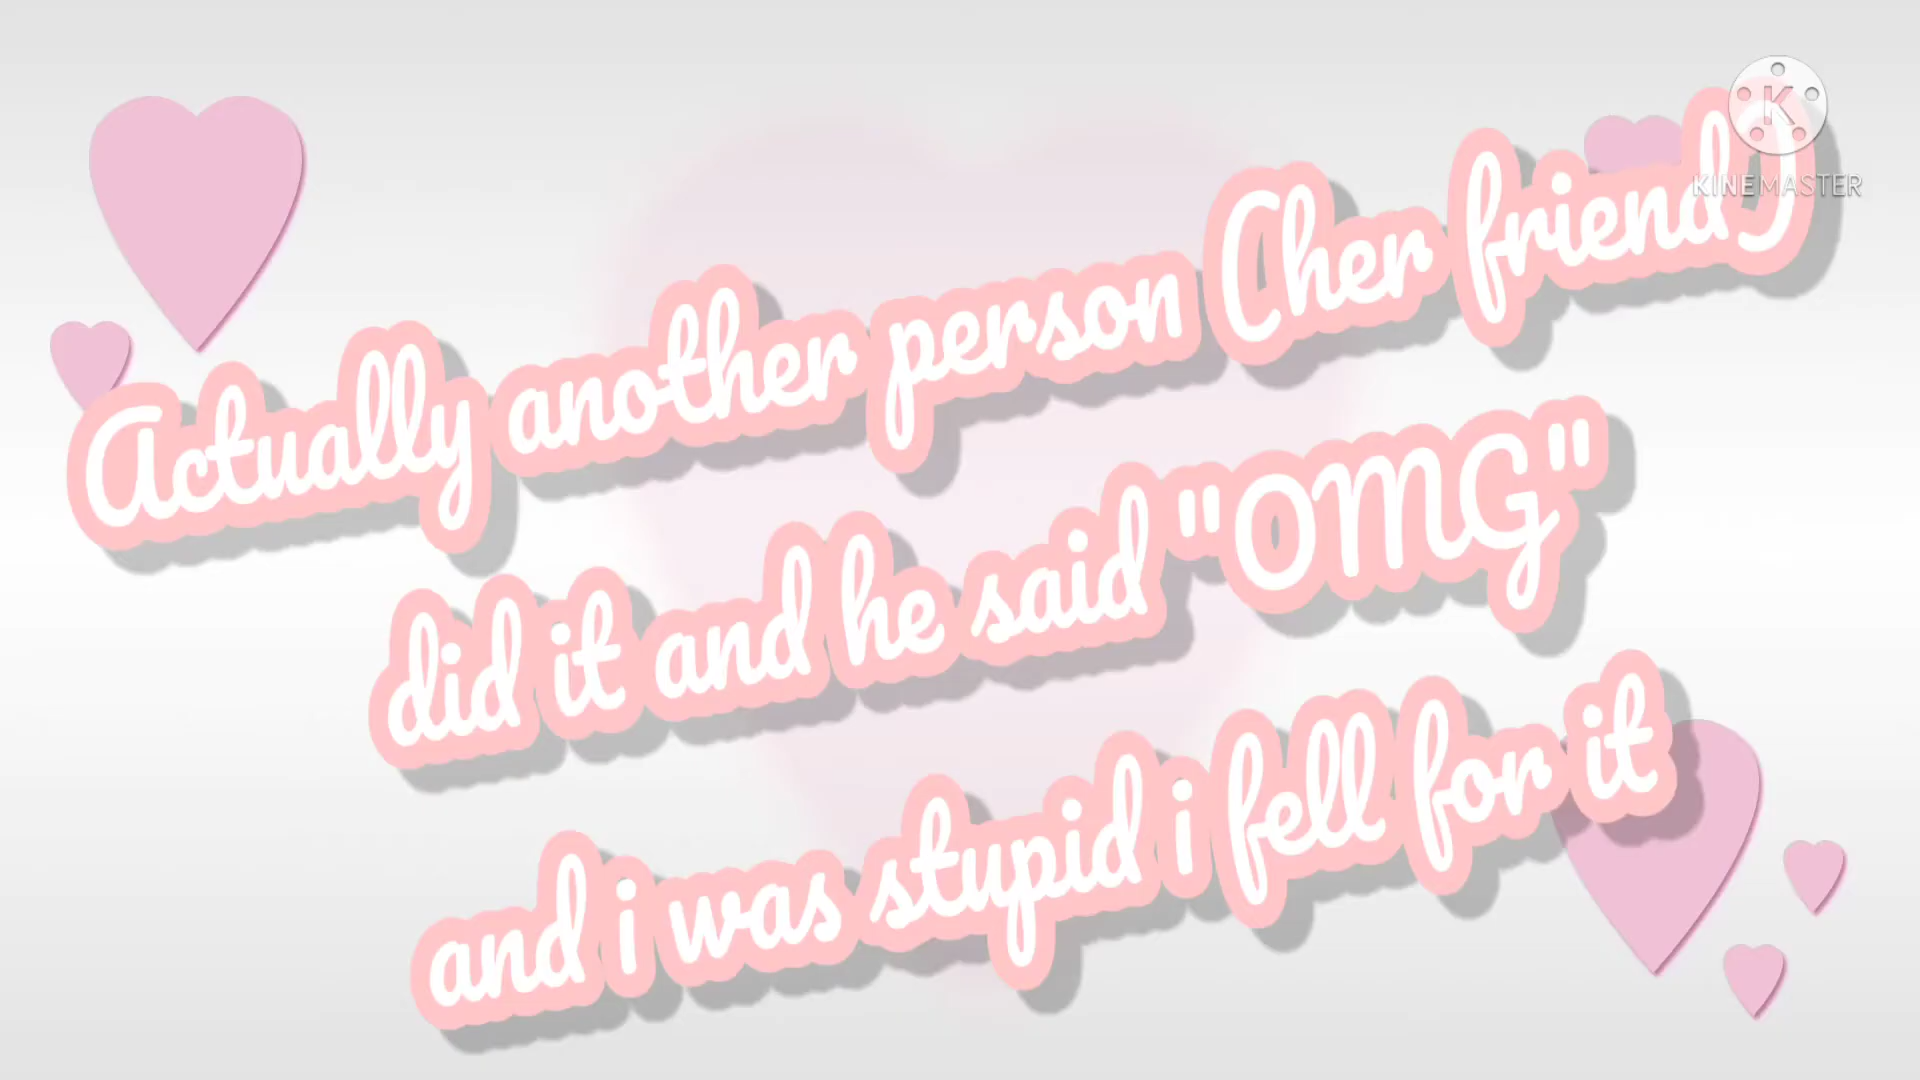 Actually another person (her friend)
did it and he said "OMG"
and i was stupid i fell for it
K
KINEMASTER